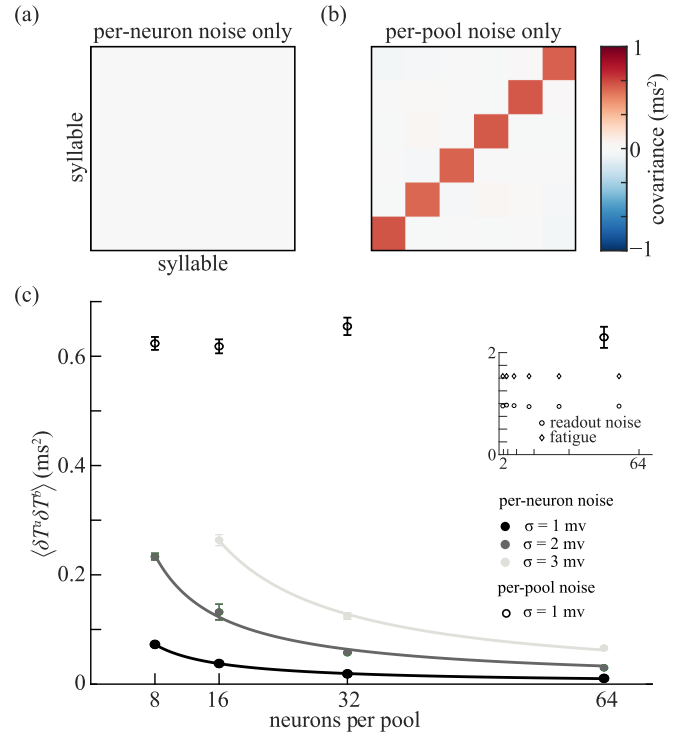 (a)
per-neuron noise only
syllable
syllable
(b)
per-pool noise only
1
0
−1
covariance (ms²)
(c)
⟨δTᵃδTᵇ⟩ (ms²)
0.6
0.4
0.2
0
8
16
32
64
neurons per pool
2
0
2
64
readout noise
fatigue
per-neuron noise
σ = 1 mv
σ = 2 mv
σ = 3 mv
per-pool noise
σ = 1 mv